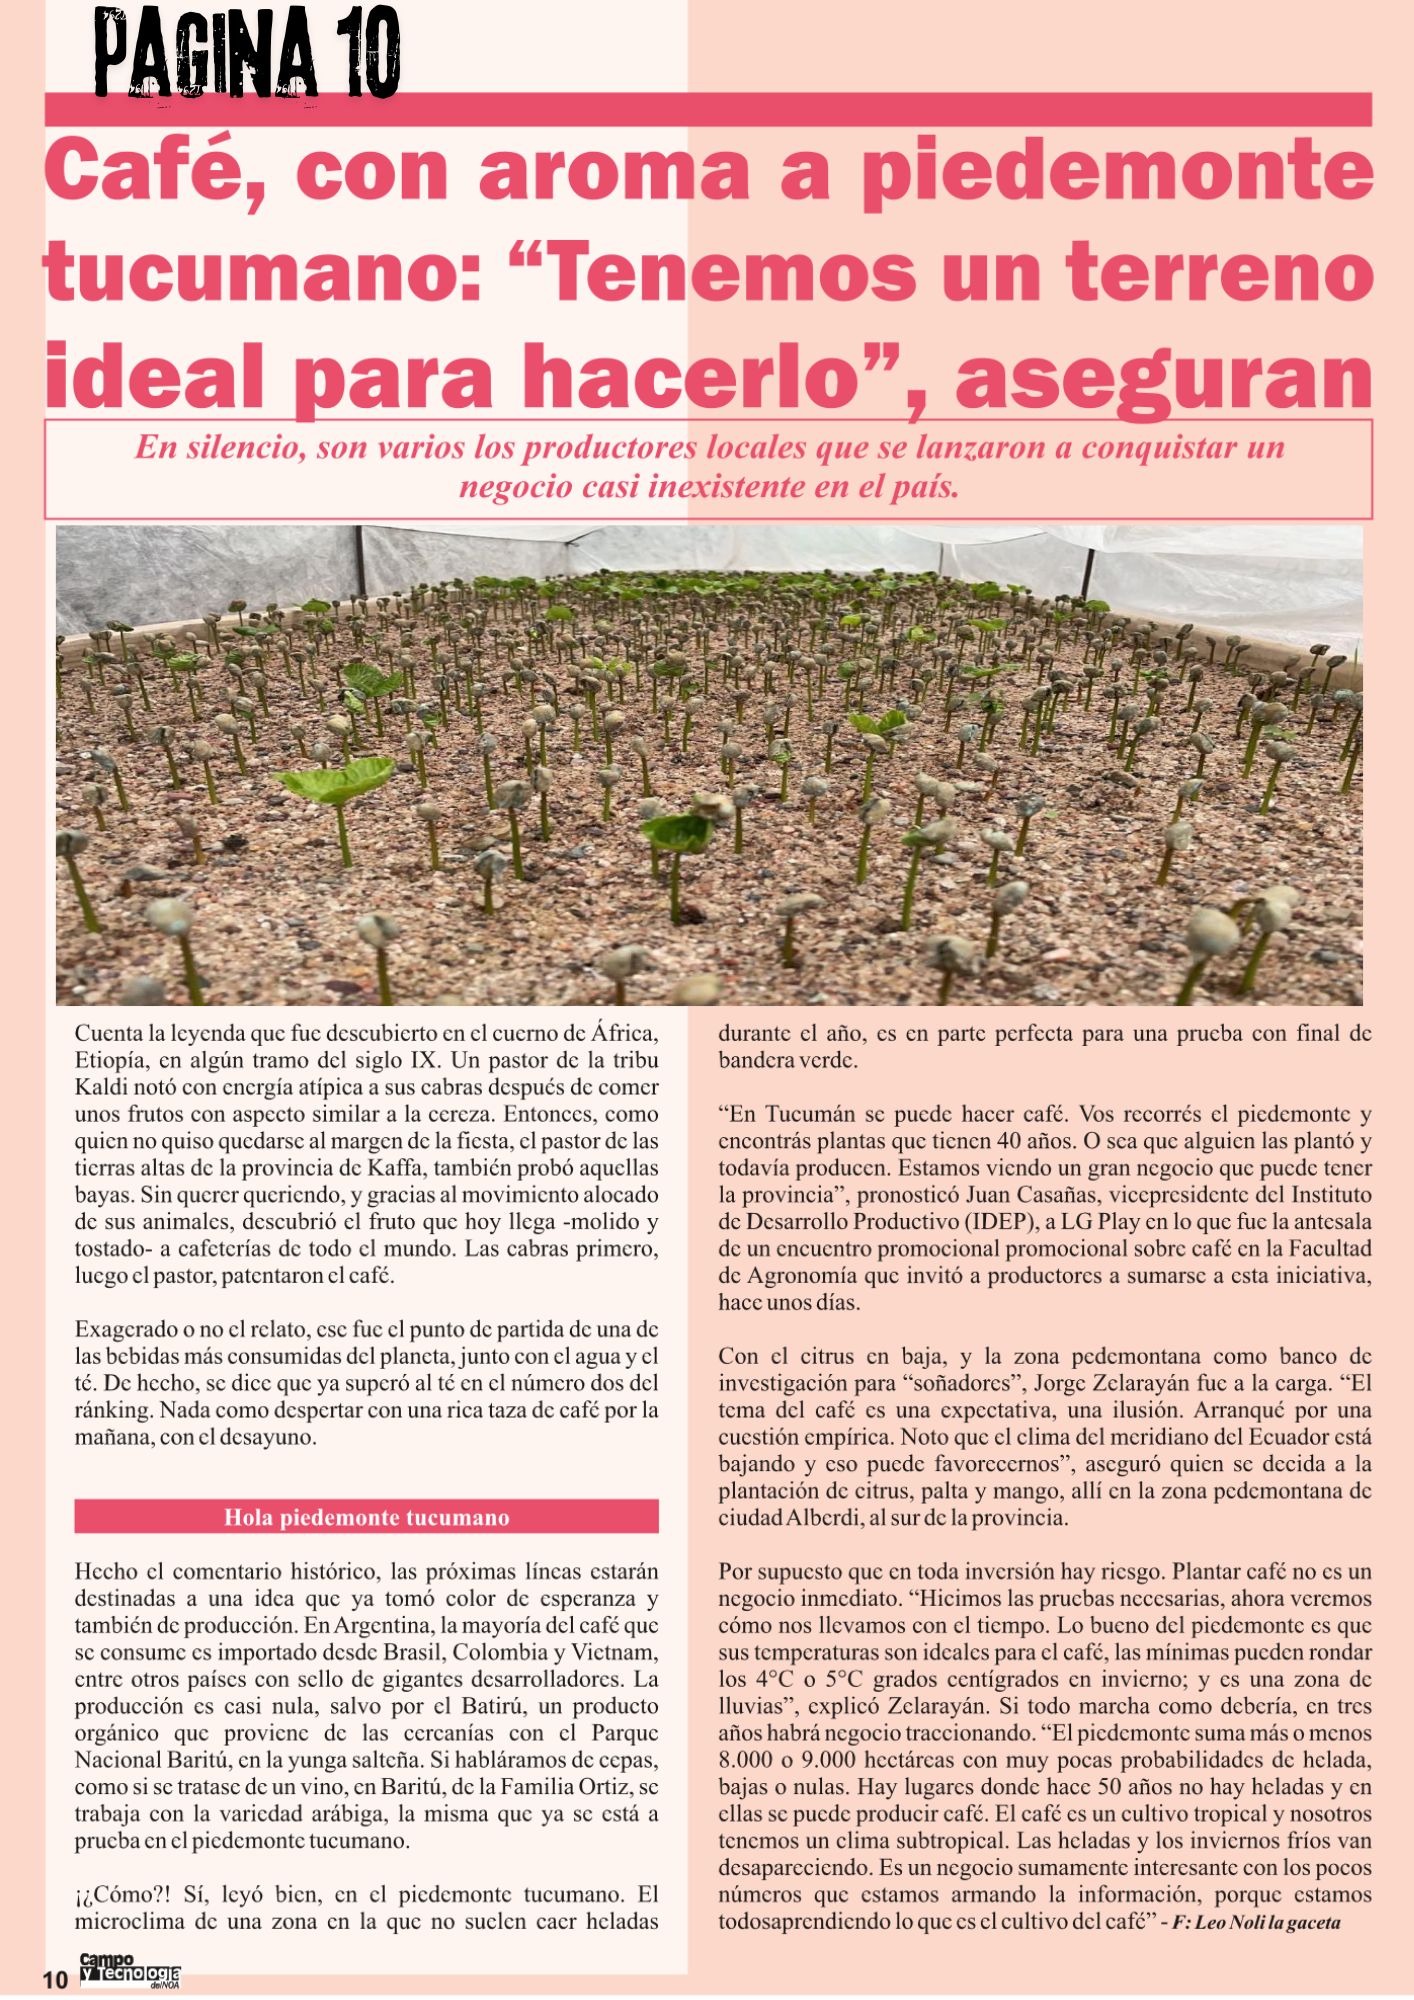 PAGINA 10
Café, con aroma a piedemonte
tucumano: “Tenemos un terreno
ideal para hacerlo”, aseguran
En silencio, son varios los productores locales que se lanzaron a conquistar un
negocio casi inexistente en el país.
Cuenta la leyenda que fue descubierto en el cuerno de África,
Etiopía, en algún tramo del siglo IX. Un pastor de la tribu
Kaldi notó con energía atípica a sus cabras después de comer
unos frutos con aspecto similar a la cereza. Entonces, como
quien no quiso quedarse al margen de la fiesta, el pastor de las
tierras altas de la provincia de Kaffa, también probó aquellas
bayas. Sin querer queriendo, y gracias al movimiento alocado
de sus animales, descubrió el fruto que hoy llega -molido y
tostado- a cafeterías de todo el mundo. Las cabras primero,
luego el pastor, patentaron el café.
Exagerado o no el relato, ese fue el punto de partida de una de
las bebidas más consumidas del planeta, junto con el agua y el
té. De hecho, se dice que ya superó al té en el número dos del
ránking. Nada como despertar con una rica taza de café por la
mañana, con el desayuno.
Hola piedemonte tucumano
Hecho el comentario histórico, las próximas líneas estarán
destinadas a una idea que ya tomó color de esperanza y
también de producción. En Argentina, la mayoría del café que
se consume es importado desde Brasil, Colombia y Vietnam,
entre otros países con sello de gigantes desarrolladores. La
producción es casi nula, salvo por el Batirú, un producto
orgánico que proviene de las cercanías con el Parque
Nacional Baritú, en la yunga salteña. Si habláramos de cepas,
como si se tratase de un vino, en Baritú, de la Familia Ortiz, se
trabaja con la variedad arábiga, la misma que ya se está a
prueba en el piedemonte tucumano.
¡¿Cómo?! Sí, leyó bien, en el piedemonte tucumano. El
microclima de una zona en la que no suelen caer heladas
durante el año, es en parte perfecta para una prueba con final de
bandera verde.
“En Tucumán se puede hacer café. Vos recorrés el piedemonte y
encontrás plantas que tienen 40 años. O sea que alguien las plantó y
todavía producen. Estamos viendo un gran negocio que puede tener
la provincia”, pronosticó Juan Casañas, vicepresidente del Instituto
de Desarrollo Productivo (IDEP), a LG Play en lo que fue la antesala
de un encuentro promocional promocional sobre café en la Facultad
de Agronomía que invitó a productores a sumarse a esta iniciativa,
hace unos días.
Con el citrus en baja, y la zona pedemontana como banco de
investigación para “soñadores”, Jorge Zelarayán fue a la carga. “El
tema del café es una expectativa, una ilusión. Arranqué por una
cuestión empírica. Noto que el clima del meridiano del Ecuador está
bajando y eso puede favorecernos”, aseguró quien se decida a la
plantación de citrus, palta y mango, allí en la zona pedemontana de
ciudad Alberdi, al sur de la provincia.
Por supuesto que en toda inversión hay riesgo. Plantar café no es un
negocio inmediato. “Hicimos las pruebas necesarias, ahora veremos
cómo nos llevamos con el tiempo. Lo bueno del piedemonte es que
sus temperaturas son ideales para el café, las mínimas pueden rondar
los 4°C o 5°C grados centígrados en invierno; y es una zona de
lluvias”, explicó Zelarayán. Si todo marcha como debería, en tres
años habrá negocio traccionando. “El piedemonte suma más o menos
8.000 o 9.000 hectáreas con muy pocas probabilidades de helada,
bajas o nulas. Hay lugares donde hace 50 años no hay heladas y en
ellas se puede producir café. El café es un cultivo tropical y nosotros
tenemos un clima subtropical. Las heladas y los inviernos fríos van
desapareciendo. Es un negocio sumamente interesante con los pocos
números que estamos armando la información, porque estamos
todosaprendiendo lo que es el cultivo del café” - F: Leo Noli la gaceta
10
Campo
y Tecnología
del NOA